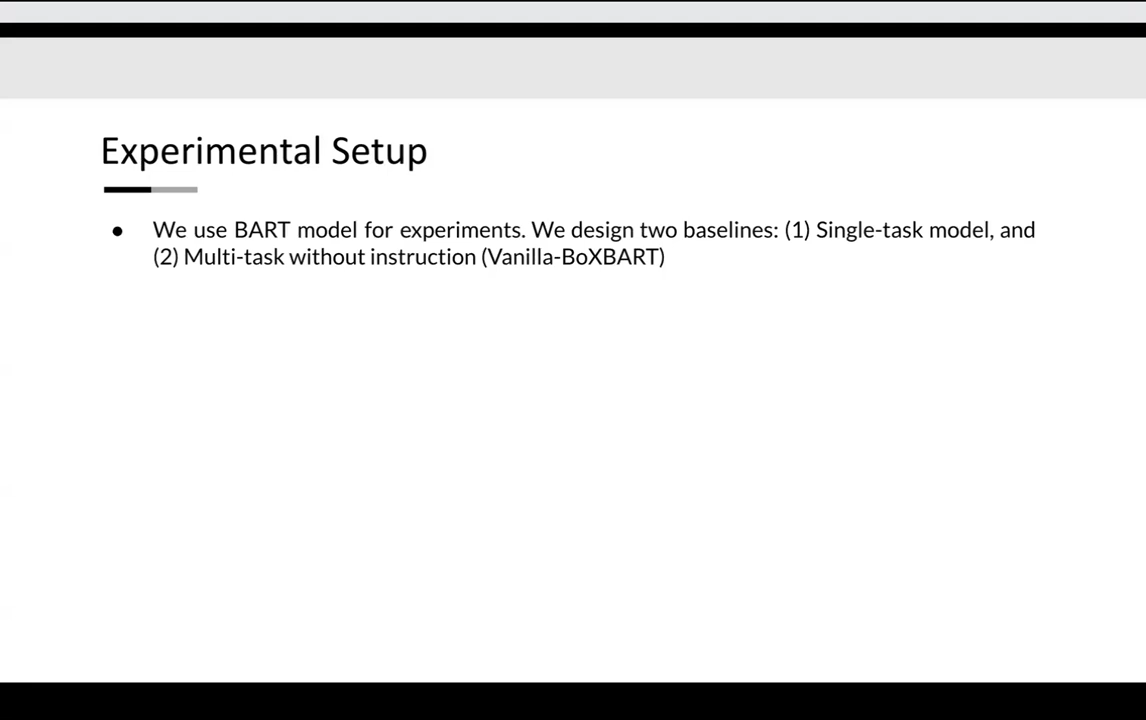 Experimental Setup
● We use BART model for experiments. We design two baselines: (1) Single-task model, and
(2) Multi-task without instruction (Vanilla-BoXBART)